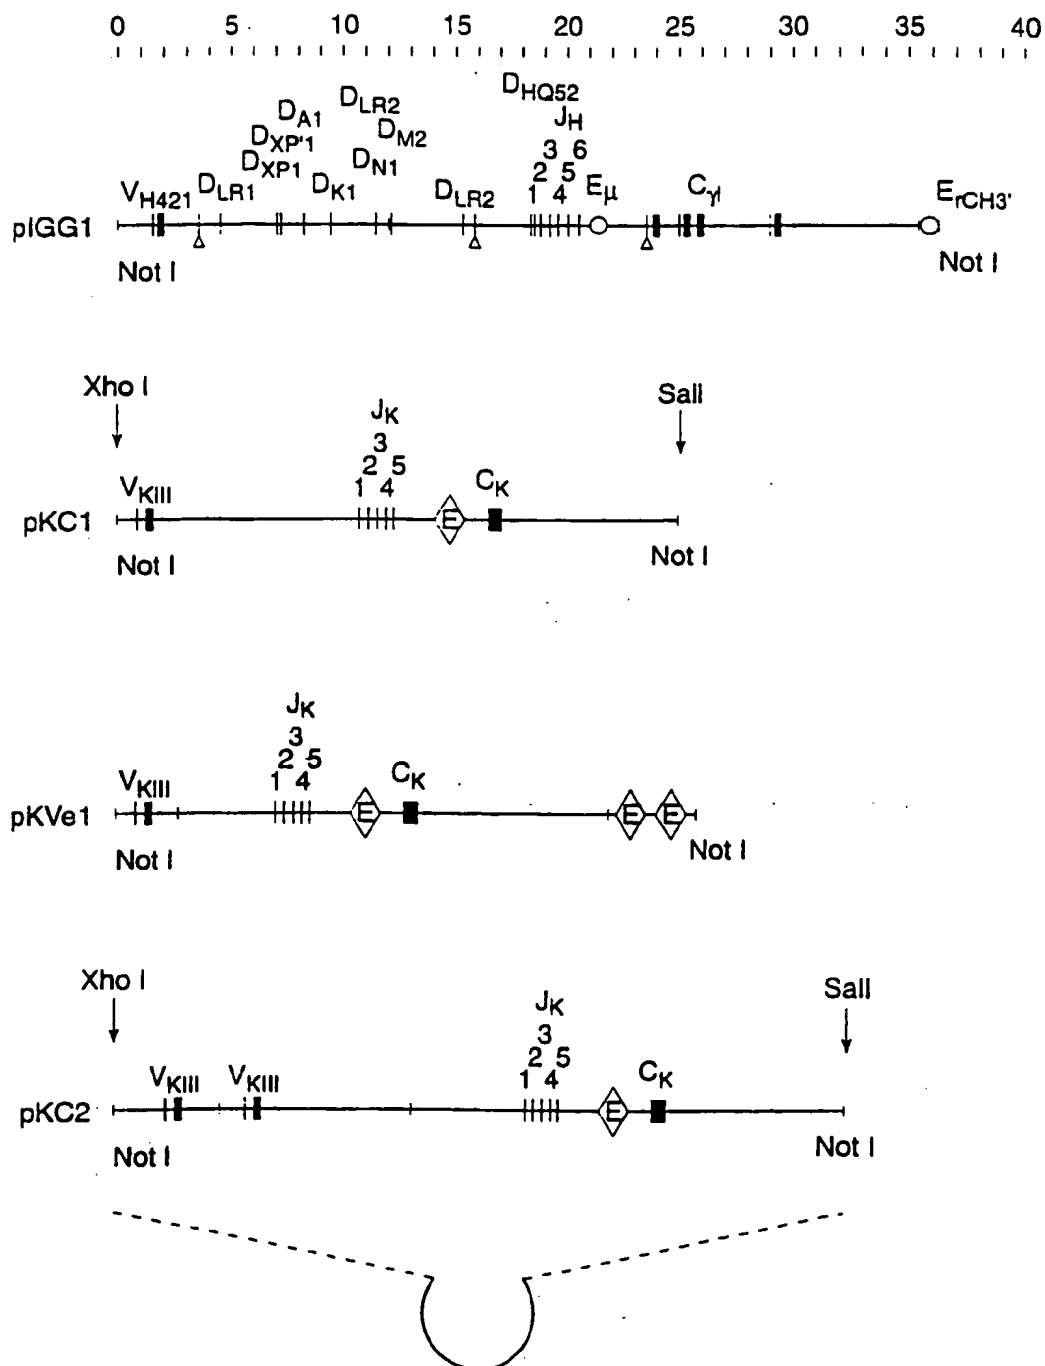 0 5 10 15 20 25 30 35 40
DHQ52
DLR2
DA1
JH
DXP'1
DM2
3 6
DXP1
DN1
2 5
VH421 DLR1 DK1 DLR2 1 4 Eμ Cγ1 ErCH3'
pIGG1
Not I Not I
Xho I SalI
JK
3
2 5
VKIII 1 4 CK
pKC1 E
Not I Not I
JK
3
2 5
VKIII 1 4 CK
pKVe1 E E E
Not I Not I
Xho I SalI
JK
3
2 5
VKIII VKIII 1 4 CK
pKC2 E
Not I Not I